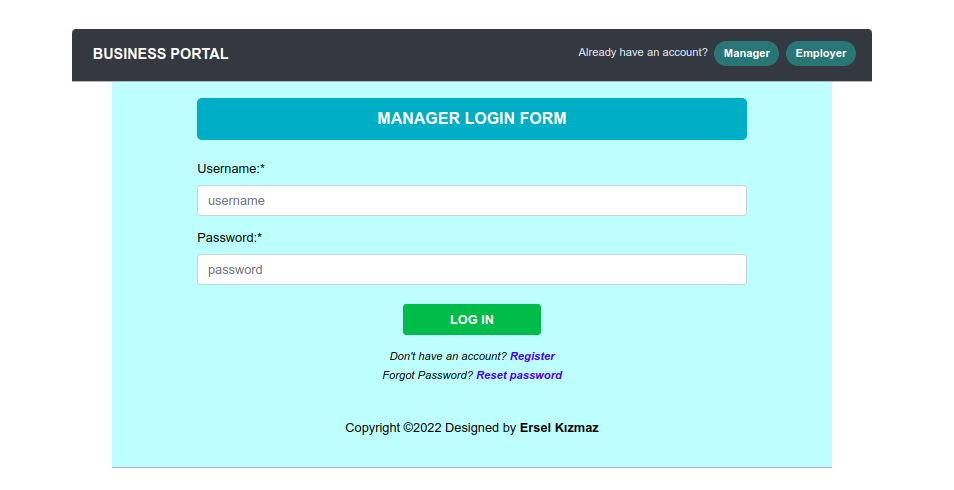 BUSINESS PORTAL
Already have an account? Manager Employer
MANAGER LOGIN FORM
Username:*
username
Password:*
password
LOG IN
Don't have an account? Register
Forgot Password? Reset password
Copyright ©2022 Designed by Ersel Kızmaz